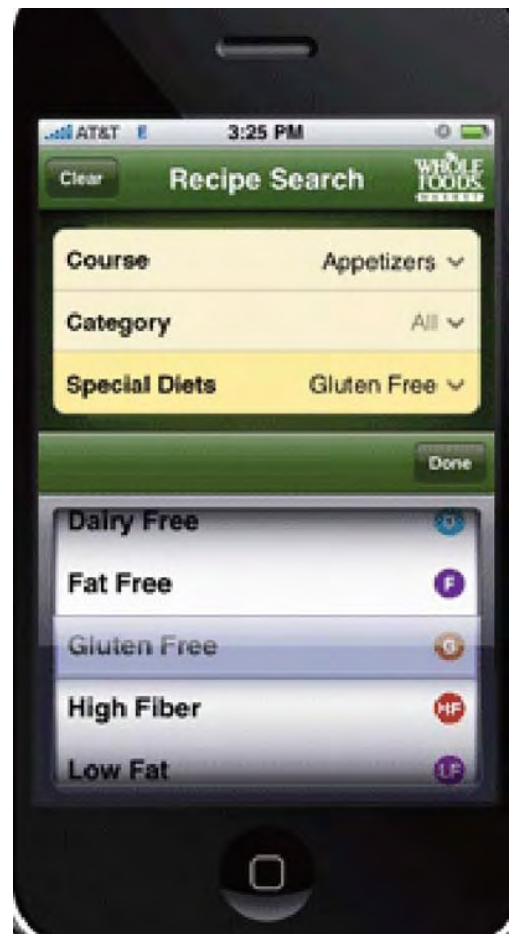 AT&T 3:25 PM
Clear Recipe Search WHOLE FOODS MARKET
Course Appetizers
Category All
Special Diets Gluten Free
Done
Dairy Free
Fat Free F
Gluten Free G
High Fiber HF
Low Fat LF